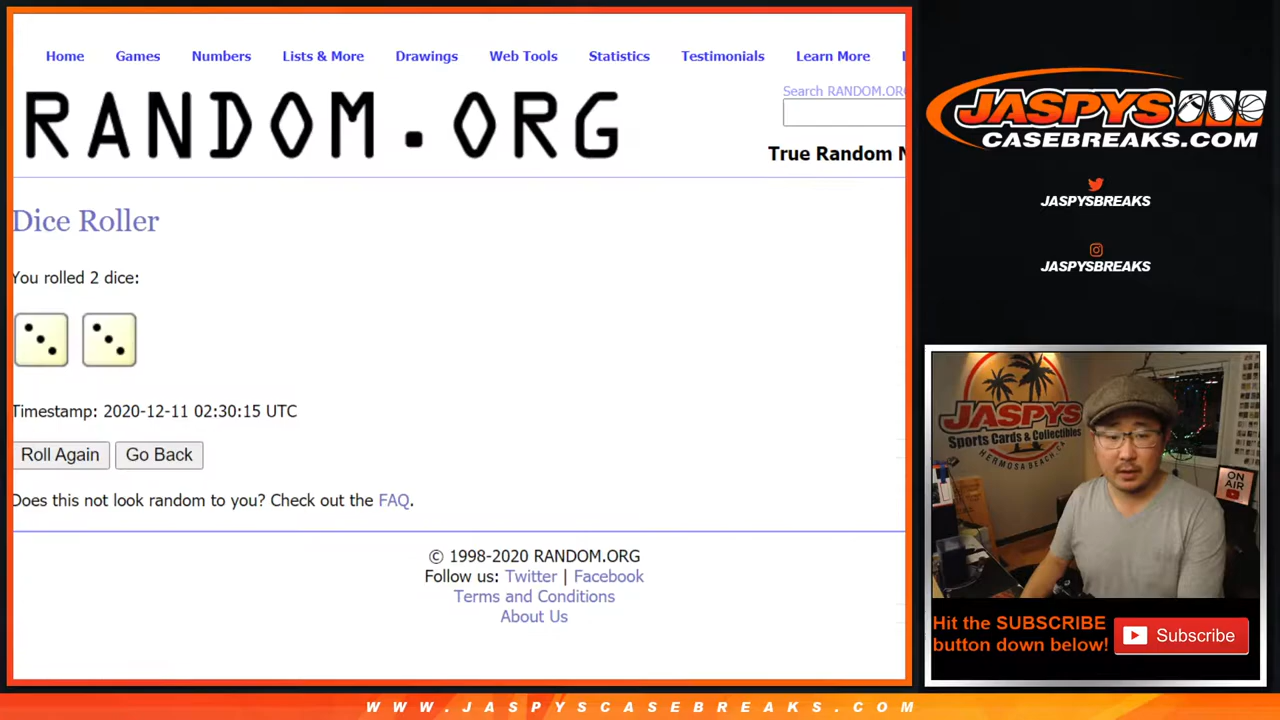 Home Games Numbers Lists & More Drawings Web Tools Statistics Testimonials Learn More
Search RANDOM.ORG
RANDOM.ORG
True Random N
Dice Roller
You rolled 2 dice:
Timestamp: 2020-12-11 02:30:15 UTC
Roll Again Go Back
Does this not look random to you? Check out the FAQ.
© 1998-2020 RANDOM.ORG
Follow us: Twitter | Facebook
Terms and Conditions
About Us
JASPYS
CASEBREAKS.COM
JASPYSBREAKS
JASPYSBREAKS
JASPYS
Sports Cards & Collectibles
HERMOSA BEACH, CA
ON
AIR
Hit the SUBSCRIBE
button down below!
Subscribe
WWW.JASPYSCASEBREAKS.COM